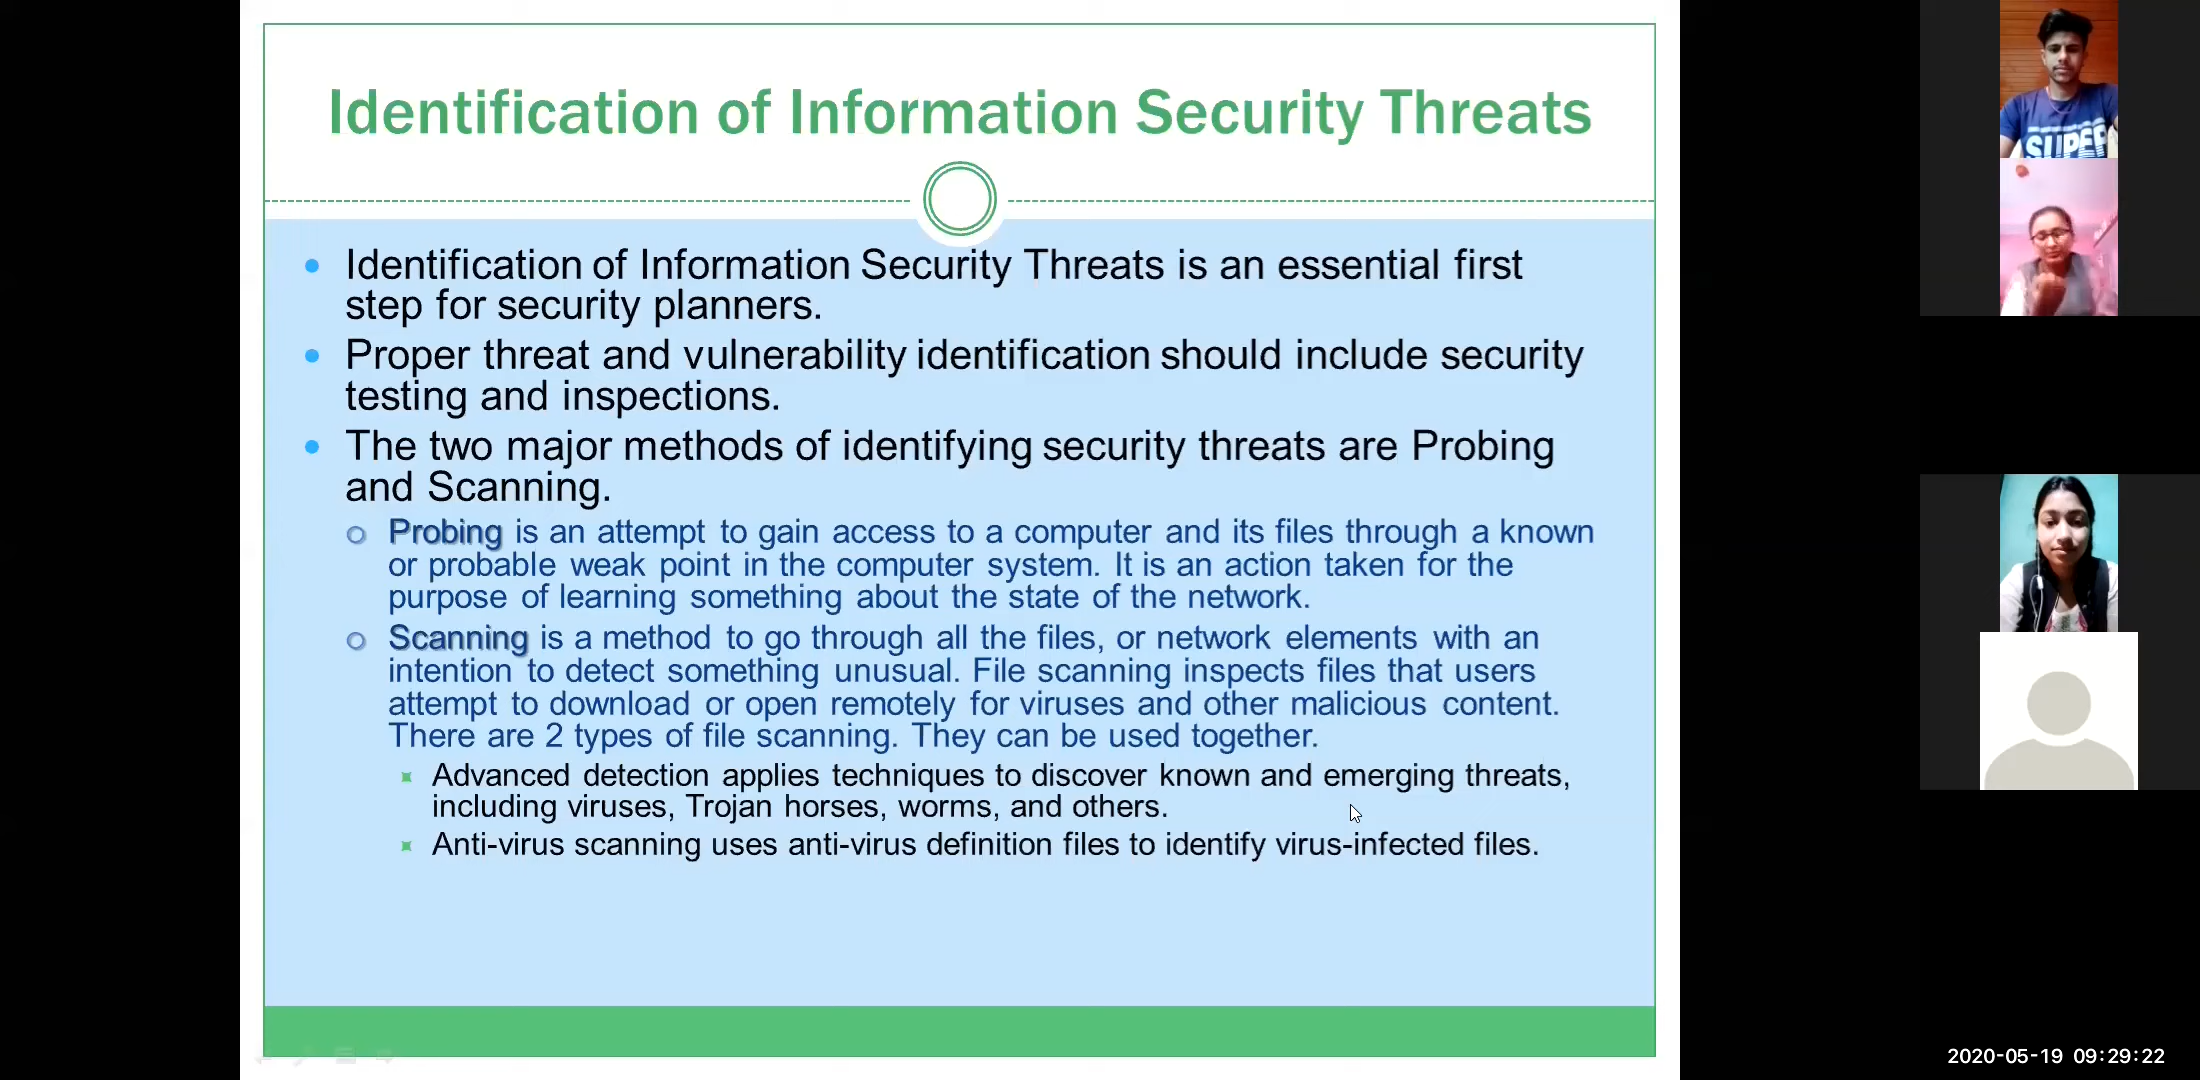 Identification of Information Security Threats
Identification of Information Security Threats is an essential first
step for security planners.
Proper threat and vulnerability identification should include security
testing and inspections.
The two major methods of identifying security threats are Probing
and Scanning.
Probing is an attempt to gain access to a computer and its files through a known
or probable weak point in the computer system. It is an action taken for the
purpose of learning something about the state of the network.
Scanning is a method to go through all the files, or network elements with an
intention to detect something unusual. File scanning inspects files that users
attempt to download or open remotely for viruses and other malicious content.
There are 2 types of file scanning. They can be used together.
Advanced detection applies techniques to discover known and emerging threats,
including viruses, Trojan horses, worms, and others.
Anti-virus scanning uses anti-virus definition files to identify virus-infected files.
SUPER
2020-05-19 09:29:22